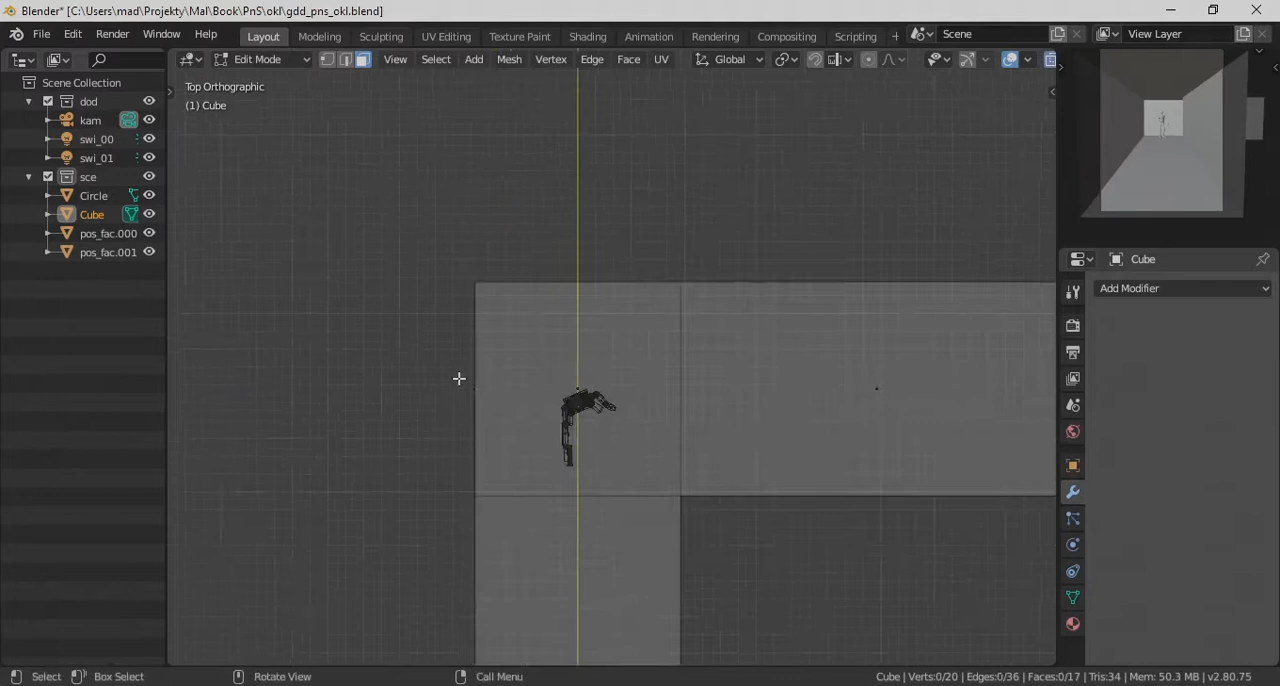 Blender* [C:\Users\mad\Projekty\Mal\Book\PnS\okl\gdd_pns_okl.blend]
File Edit Render Window Help Layout Modeling Sculpting UV Editing Texture Paint Shading Animation Rendering Compositing Scripting + Scene View Layer
Edit Mode View Select Add Mesh Vertex Edge Face UV Global
Scene Collection
dod
kam
swi_00
swi_01
sce
Circle
Cube
pos_fac.000
pos_fac.001
Top Orthographic
(1) Cube
Cube
Add Modifier
Select Box Select Rotate View Call Menu Cube | Verts:0/20 | Edges:0/36 | Faces:0/17 | Tris:34 | Mem: 50.3 MB | v2.80.75